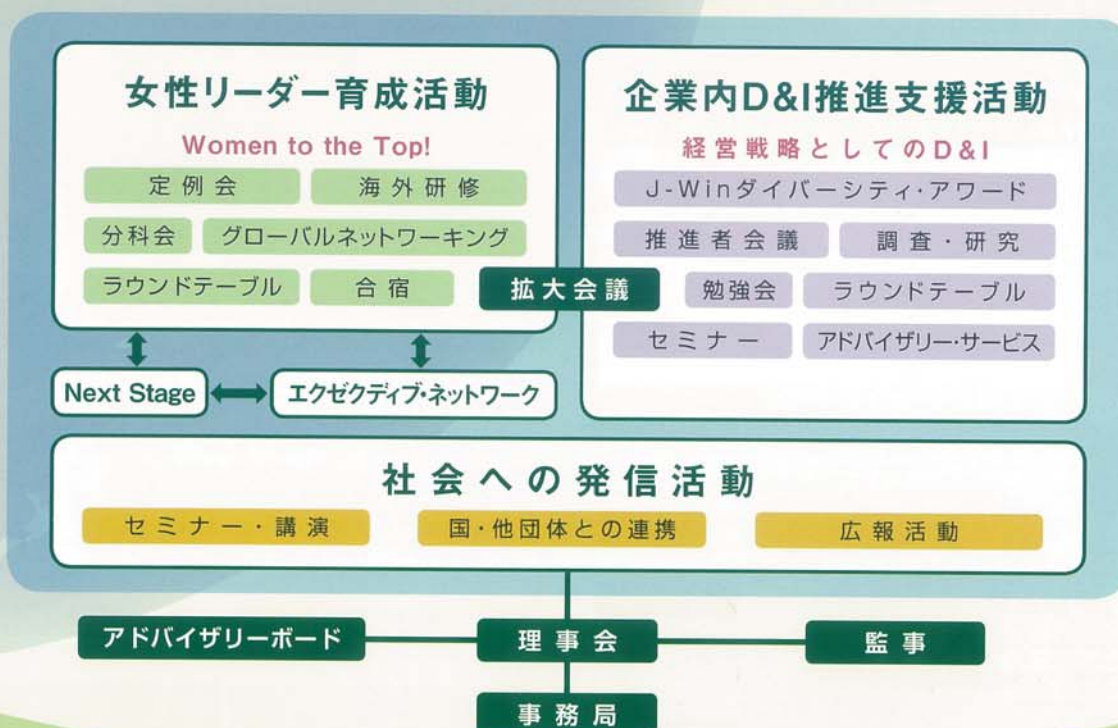 女性リーダー育成活動
Women to the Top!
定例会
海外研修
分科会
グローバルネットワーキング
ラウンドテーブル
合宿
拡大会議
企業内D&I推進支援活動
経営戦略としてのD&I
J-Winダイバーシティ・アワード
推進者会議
調査・研究
勉強会
ラウンドテーブル
セミナー
アドバイザリー・サービス
Next Stage
エクゼクティブ・ネットワーク
社会への発信活動
セミナー・講演
国・他団体との連携
広報活動
アドバイザリーボード
理事会
監事
事務局